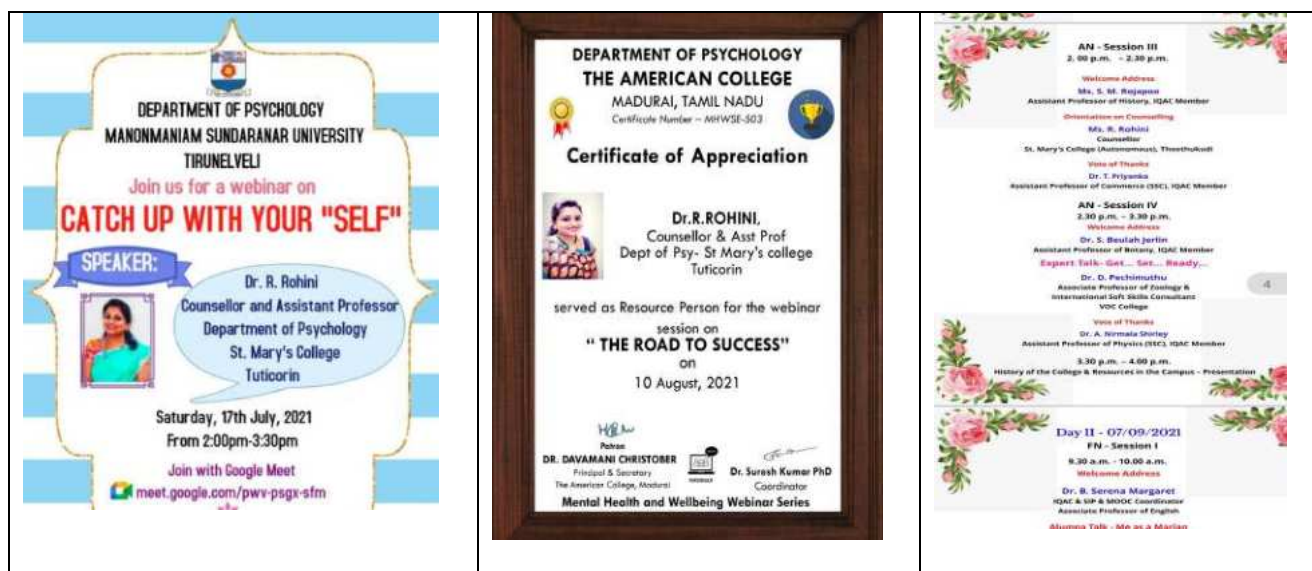 DEPARTMENT OF PSYCHOLOGY
MANONMANIAM SUNDARANAR UNIVERSITY
TIRUNELVELI
Join us for a webinar on
CATCH UP WITH YOUR "SELF"
SPEAKER:
Dr. R. Rohini
Counsellor and Assistant Professor
Department of Psychology
St. Mary's College
Tuticorin
Saturday, 17th July, 2021
From 2:00pm-3:30pm
Join with Google Meet
meet.google.com/pwv-psgx-sfm
DEPARTMENT OF PSYCHOLOGY
THE AMERICAN COLLEGE
MADURAI, TAMIL NADU
Certificate Number – MHWSE-503
Certificate of Appreciation
Dr.R.ROHINI,
Counsellor & Asst Prof
Dept of Psy- St Mary's college
Tuticorin
served as Resource Person for the webinar
session on
" THE ROAD TO SUCCESS"
on
10 August, 2021
Patron
DR. DAVAMANI CHRISTOBER
Principal & Secretary
The American College, Madurai
Dr. Suresh Kumar PhD
Coordinator
Mental Health and Wellbeing Webinar Series
AN - Session III
2. 00 p.m. – 2.30 p.m.
Welcome Address
Ms. S. M. Rojapoo
Assistant Professor of History, IQAC Member
Orientation on Counselling
Ms. R. Rohini
Counsellor
St. Mary's College (Autonomous), Thoothukudi
Vote of Thanks
Dr. T. Priyanka
Assistant Professor of Commerce (SSC), IQAC Member
AN - Session IV
2.30 p.m. – 3.30 p.m.
Welcome Address
Dr. S. Beulah Jerlin
Assistant Professor of Botany, IQAC Member
Expert Talk- Get... Set... Ready...
Dr. D. Pechimuthu
Associate Professor of Zoology &
International Soft Skills Consultant
VOC College
Vote of Thanks
Dr. A. Nirmala Shirley
Assistant Professor of Physics (SSC), IQAC Member
3.30 p.m. – 4.00 p.m.
History of the College & Resources in the Campus – Presentation
4
Day II - 07/09/2021
FN - Session I
9.30 a.m. - 10.00 a.m.
Welcome Address
Dr. B. Serena Margaret
IQAC & SIP & MOOC Coordinator
Associate Professor of English
Alumna Talk - Me as a Marian